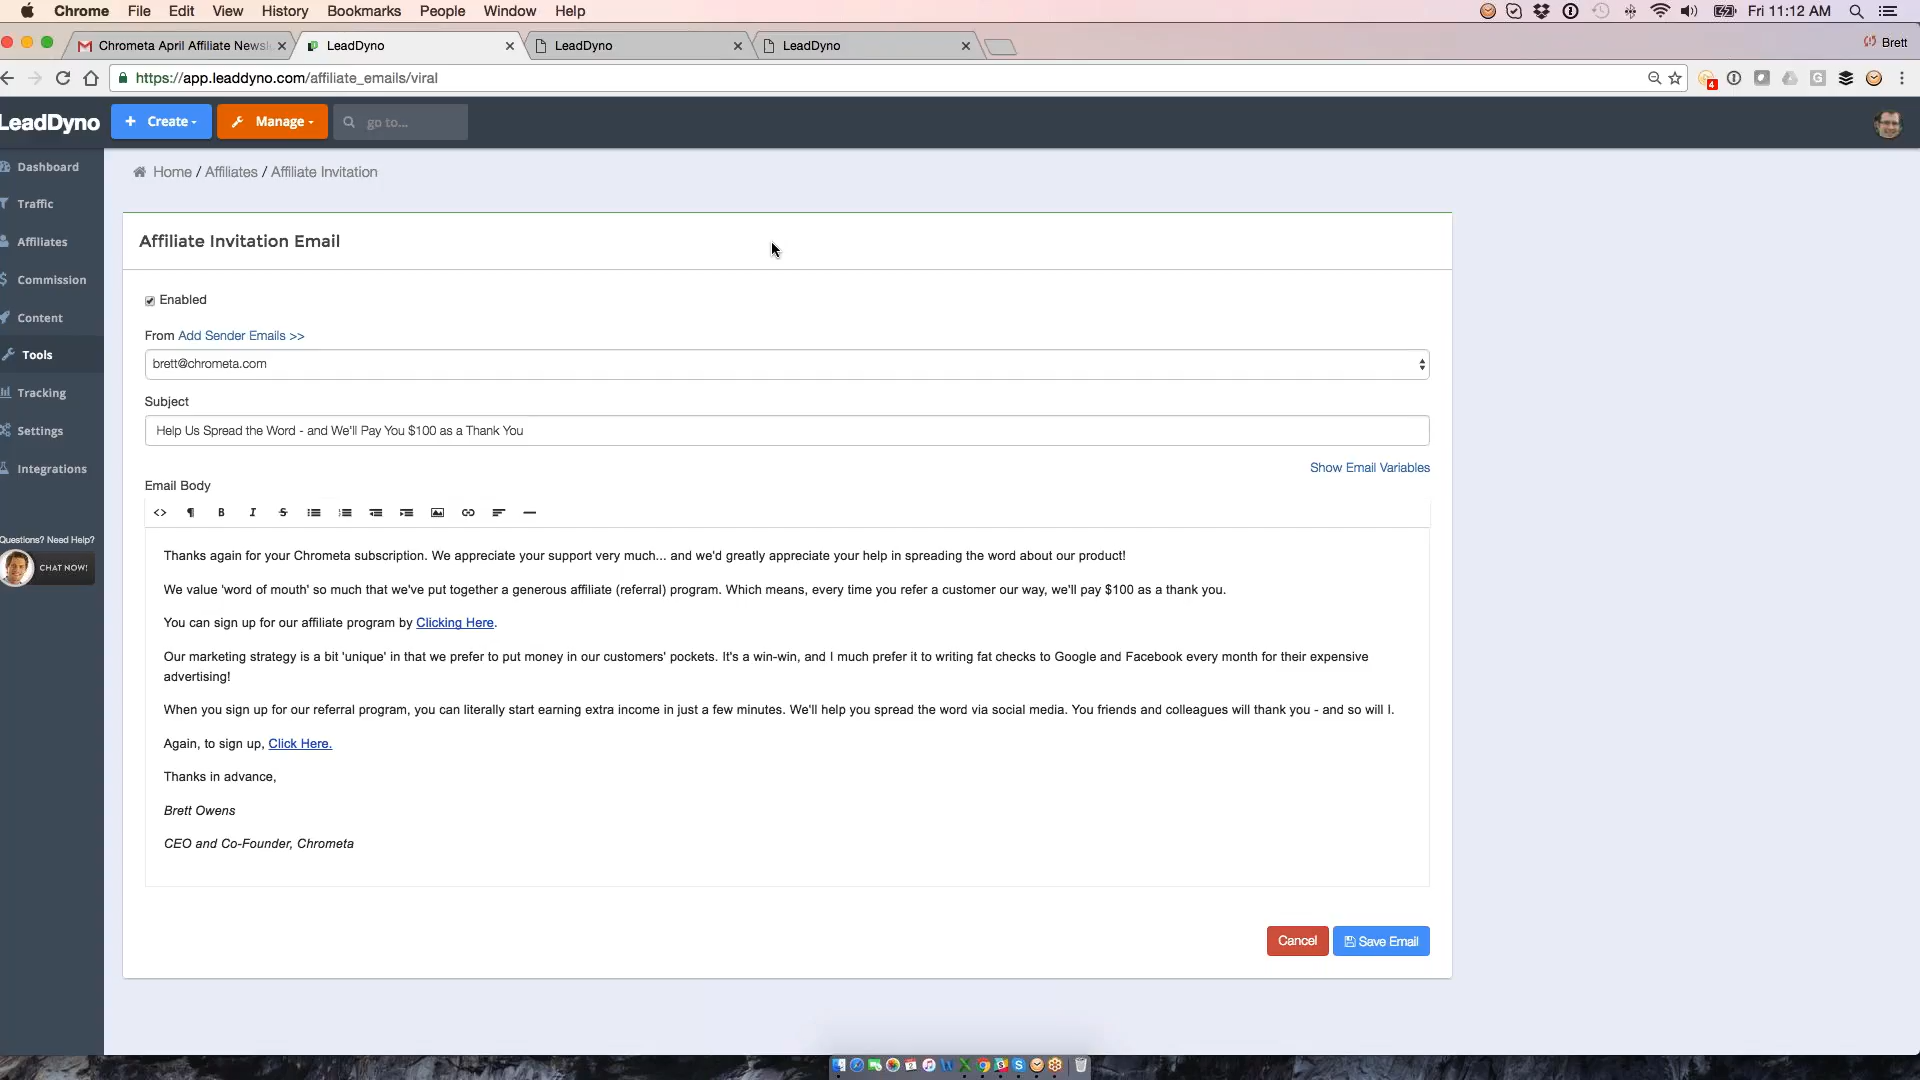 Chrome File Edit View History Bookmarks People Window Help Fri 11:12 AM
Chrometa April Affiliate Newsl LeadDyno LeadDyno LeadDyno Brett
https://app.leaddyno.com/affiliate_emails/viral 4
LeadDyno Create Manage go to...
Dashboard
Traffic
Affiliates
Commission
Content
Tools
Tracking
Settings
Integrations
Questions? Need Help?
CHAT NOW!
Home / Affiliates / Affiliate Invitation
Affiliate Invitation Email
Enabled
From Add Sender Emails >>
brett@chrometa.com
Subject
Help Us Spread the Word - and We'll Pay You $100 as a Thank You
Show Email Variables
Email Body
<> ¶ B I S
Thanks again for your Chrometa subscription. We appreciate your support very much... and we'd greatly appreciate your help in spreading the word about our product!
We value 'word of mouth' so much that we've put together a generous affiliate (referral) program. Which means, every time you refer a customer our way, we'll pay $100 as a thank you.
You can sign up for our affiliate program by Clicking Here.
Our marketing strategy is a bit 'unique' in that we prefer to put money in our customers' pockets. It's a win-win, and I much prefer it to writing fat checks to Google and Facebook every month for their expensive
advertising!
When you sign up for our referral program, you can literally start earning extra income in just a few minutes. We'll help you spread the word via social media. You friends and colleagues will thank you - and so will I.
Again, to sign up, Click Here.
Thanks in advance,
Brett Owens
CEO and Co-Founder, Chrometa
Cancel Save Email